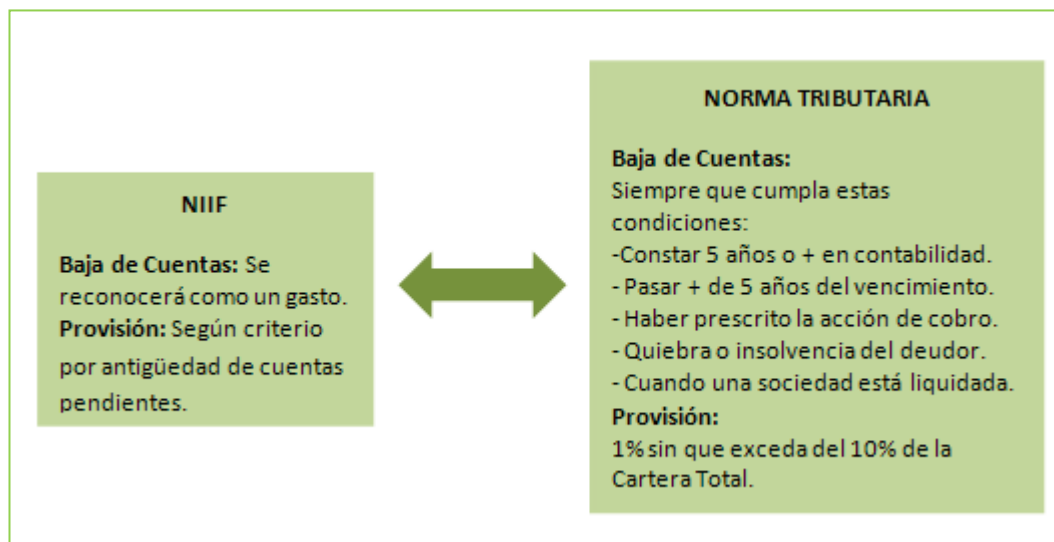 NIIF
Baja de Cuentas: Se
reconocerá como un gasto.
Provisión: Según criterio
por antigüedad de cuentas
pendientes.
NORMA TRIBUTARIA
Baja de Cuentas:
Siempre que cumpla estas
condiciones:
-Constar 5 años o + en contabilidad.
- Pasar + de 5 años del vencimiento.
- Haber prescrito la acción de cobro.
- Quiebra o insolvencia del deudor.
- Cuando una sociedad está liquidada.
Provisión:
1% sin que exceda del 10% de la
Cartera Total.